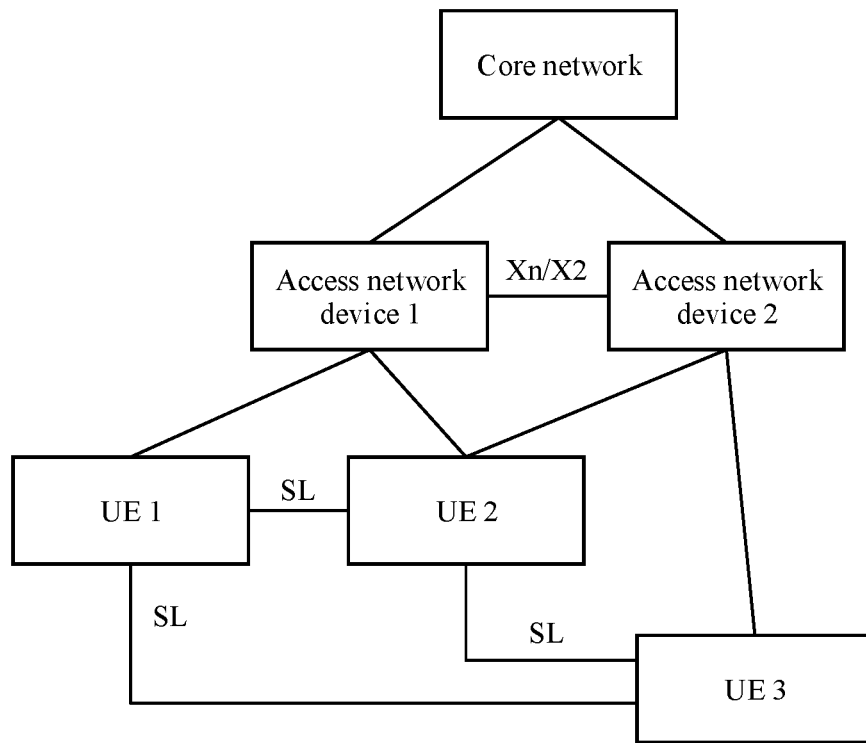 Core network
Access network
device 1
Xn/X2
Access network
device 2
UE 1
SL
UE 2
SL
SL
UE 3